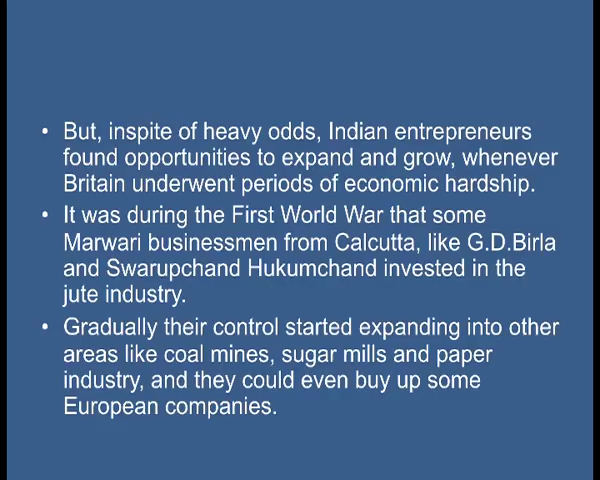 • But, inspite of heavy odds, Indian entrepreneurs
found opportunities to expand and grow, whenever
Britain underwent periods of economic hardship.
• It was during the First World War that some
Marwari businessmen from Calcutta, like G.D.Birla
and Swarupchand Hukumchand invested in the
jute industry.
• Gradually their control started expanding into other
areas like coal mines, sugar mills and paper
industry, and they could even buy up some
European companies.